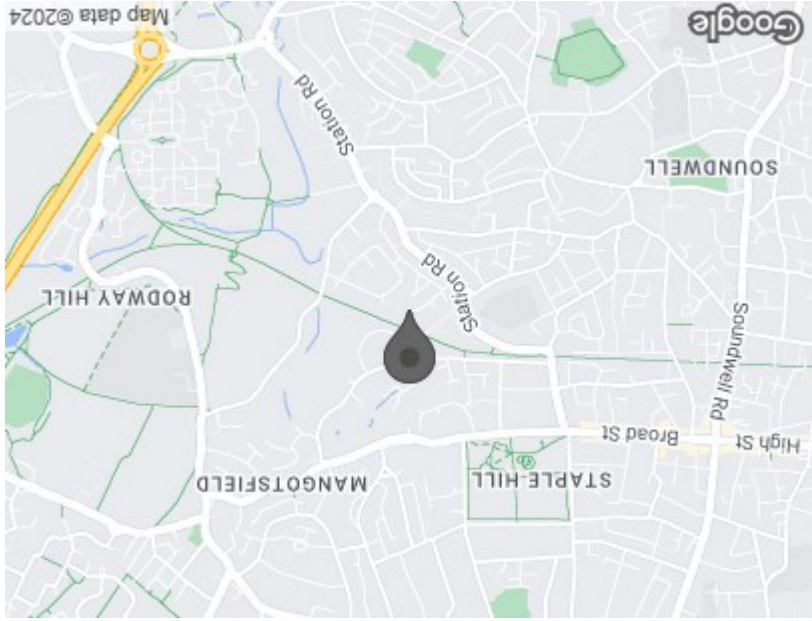 MANGOTSFIELD
STAPLE-HILL
High St
Broad St
Soundwell Rd
Station Rd
RODWAY HILL
SOUNDWELL
Station Rd
Google
Map data ©2024